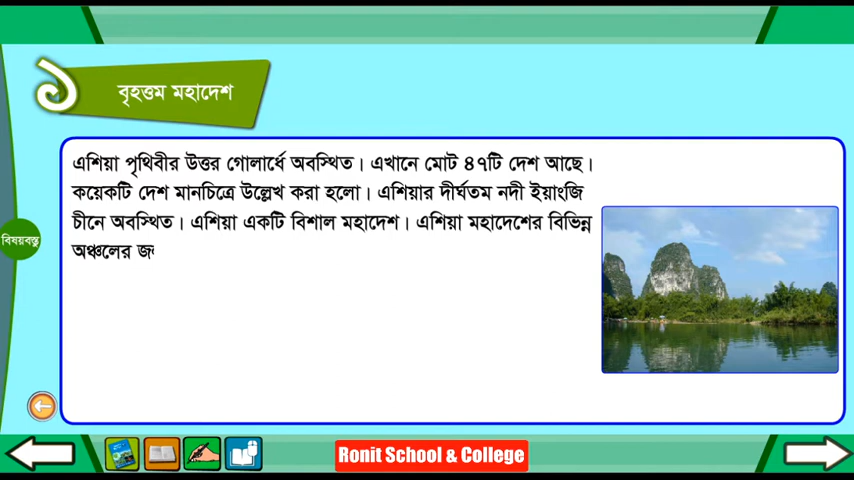 ১
বৃহত্তম মহাদেশ
এশিয়া পৃথিবীর উত্তর গোলার্ধে অবস্থিত। এখানে মোট ৪৭টি দেশ আছে।
কয়েকটি দেশ মানচিত্রে উল্লেখ করা হলো। এশিয়ার দীর্ঘতম নদী ইয়াংজি
চীনে অবস্থিত। এশিয়া একটি বিশাল মহাদেশ। এশিয়া মহাদেশের বিভিন্ন
অঞ্চলের
বিষয়বস্তু
Ronit School & College